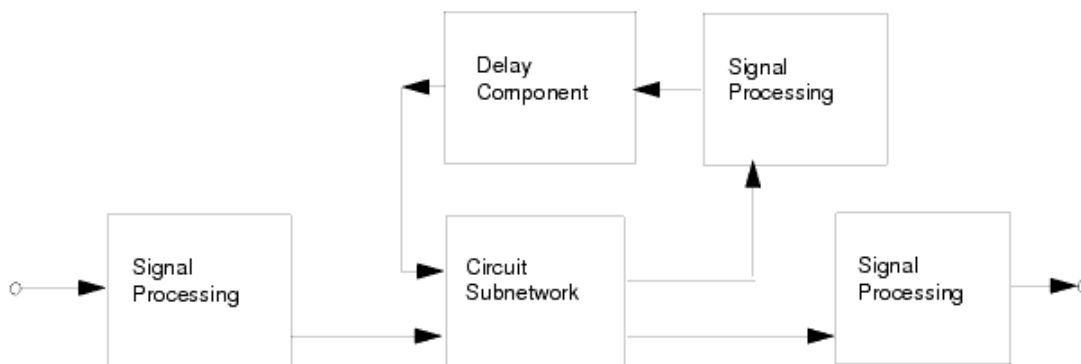 Delay
Component
Signal
Processing
Signal
Processing
Circuit
Subnetwork
Signal
Processing